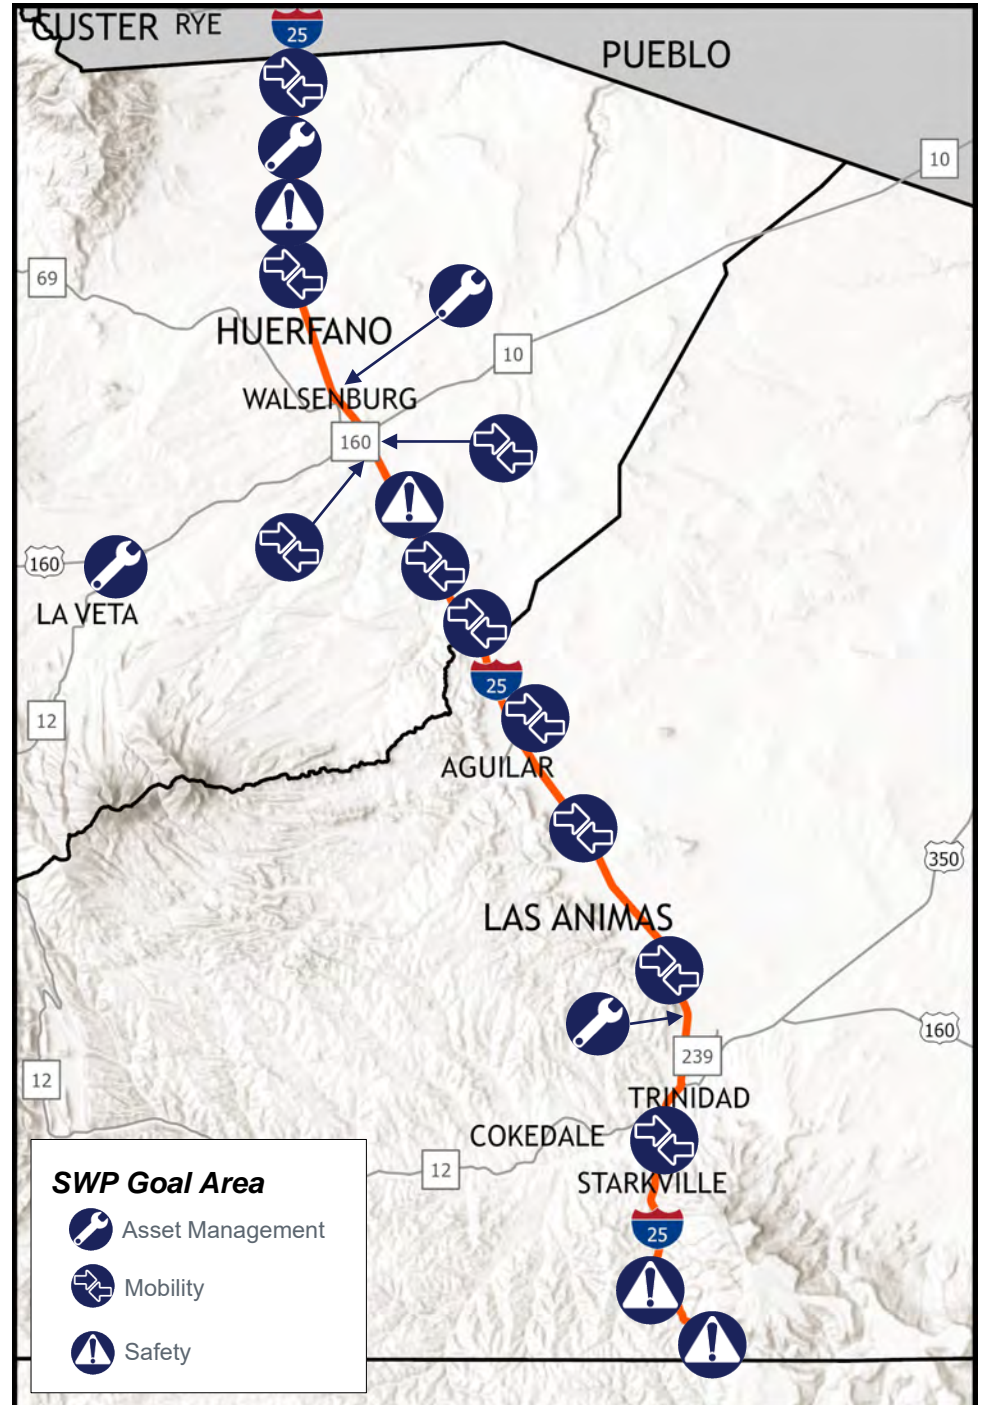 CUSTER
RYE
25
PUEBLO
10
69
HUERFANO
10
WALSENBURG
160
160
LA VETA
25
12
AGUILAR
350
LAS ANIMAS
160
239
12
TRINIDAD
COKEDALE
12
STARKVILLE
25
SWP Goal Area
Asset Management
Mobility
Safety